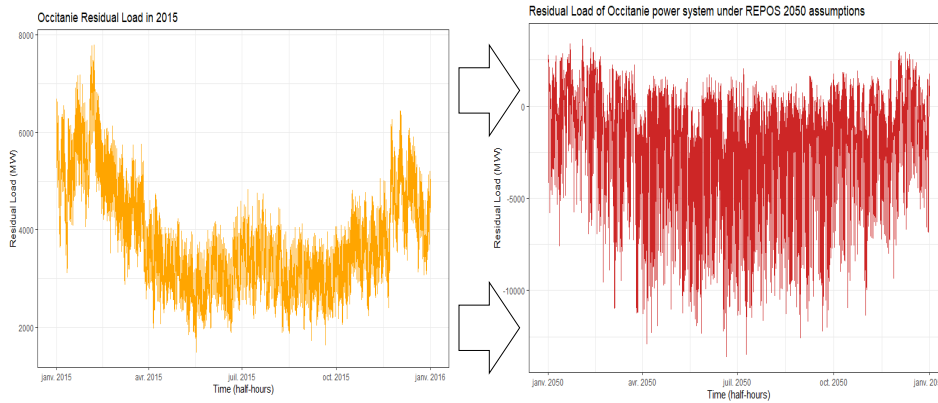 Occitanie Residual Load in 2015
8000
6000
4000
2000
Residual Load (MW)
janv. 2015
avr. 2015
juil. 2015
oct. 2015
janv. 2016
Time (half-hours)
Residual Load of Occitanie power system under REPOS 2050 assumptions
0
-5000
-10000
Residual Load (MW)
janv. 2050
avr. 2050
juil. 2050
oct. 2050
janv. 20
Time (half-hours)